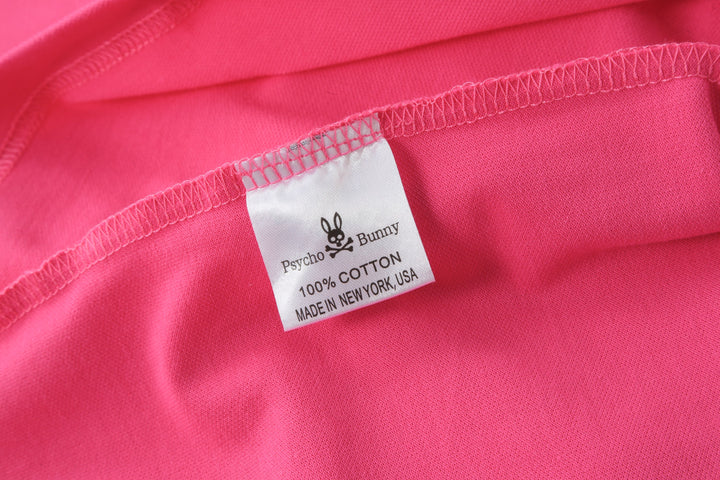 Psycho Bunny
100% COTTON
MADE IN NEW YORK, USA